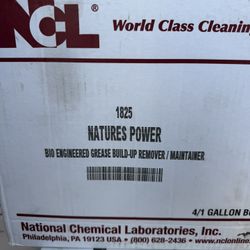 NCL®
World Class Cleaning
1825
NATURES POWER
BIO ENGINEERED GREASE BUILD-UP REMOVER / MAINTAINER
4/1 GALLON
National Chemical Laboratories, Inc.
Philadelphia, PA 19123 USA • (800) 628-2436 • www.nclonlin